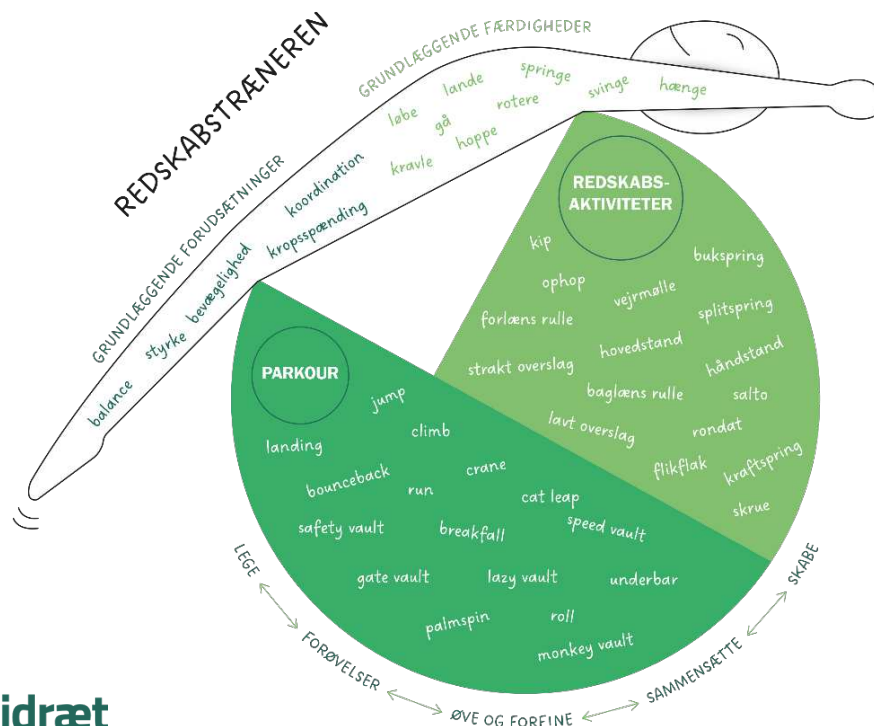 REDSKABSTRÆNEREN
GRUNDLÆGGENDE FÆRDIGHEDER
løbe
lande
springe
svinge
hænge
gå
rotere
kravle
hoppe
GRUNDLÆGGENDE FORUDSÆTNINGER
koordination
kropsspænding
bevægelighed
styrke
balance
REDSKABS-
AKTIVITETER
kip
bukspring
ophop
vejrmølle
splitspring
forlæns rulle
hovedstand
håndstand
strakt overslag
baglæns rulle
salto
lavt overslag
rondat
flikflak
kraftspring
skrue
PARKOUR
jump
landing
climb
bounceback
crane
run
cat leap
safety vault
breakfall
speed vault
gate vault
lazy vault
underbar
palmspin
roll
monkey vault
LEGE
FORØVELSER
ØVE OG FORFINE
SAMMENSÆTTE
SKABE
idræt